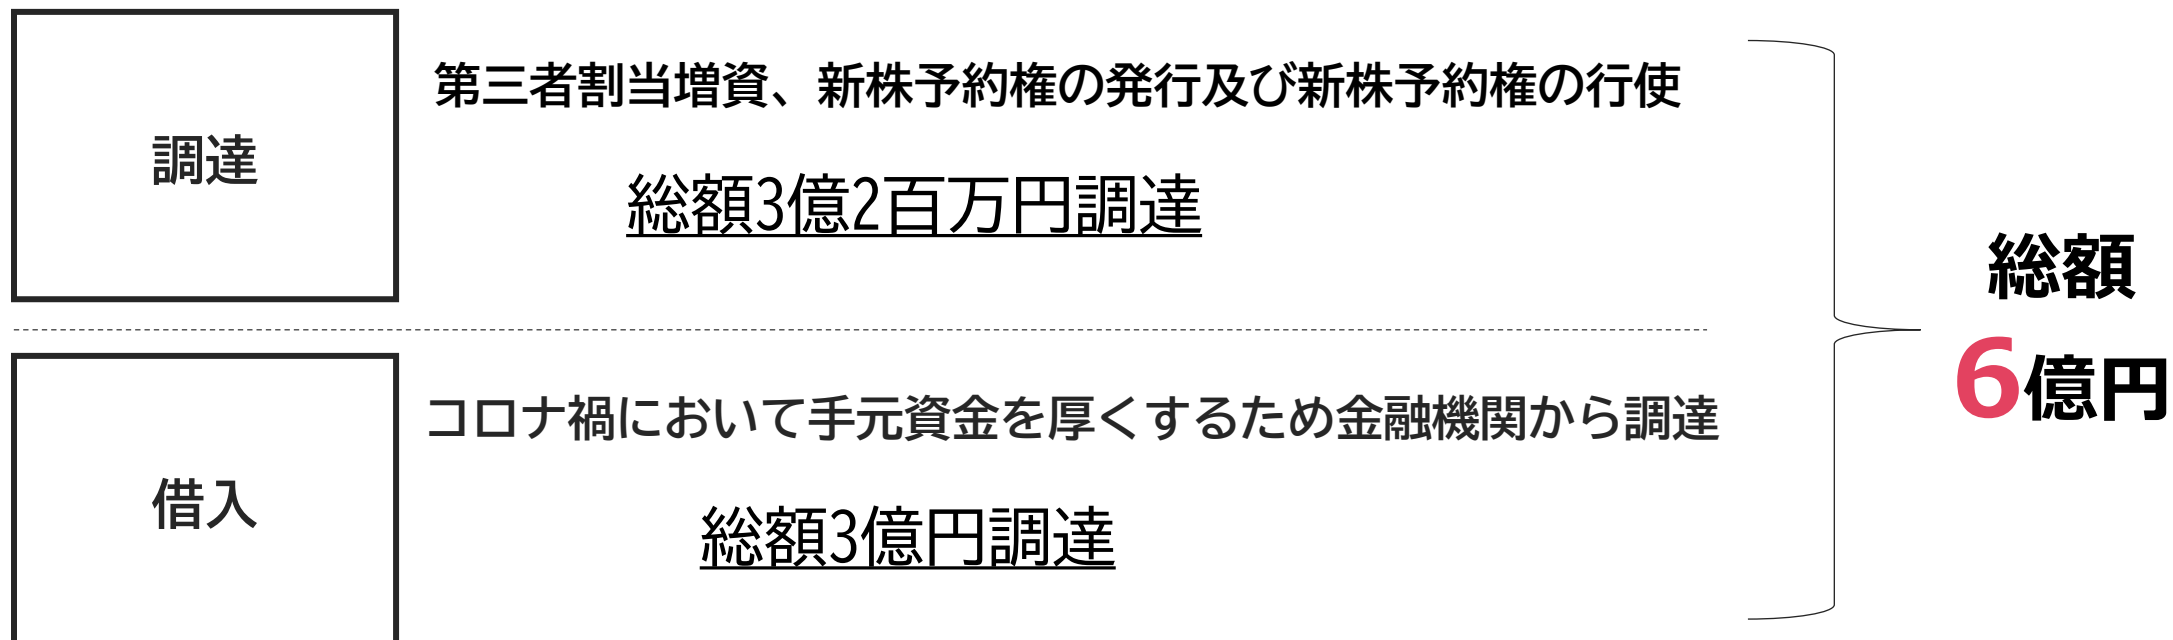 調達
第三者割当増資、新株予約権の発行及び新株予約権の行使
総額3億2百万円調達
借入
コロナ禍において手元資金を厚くするため金融機関から調達
総額3億円調達
総額
6億円